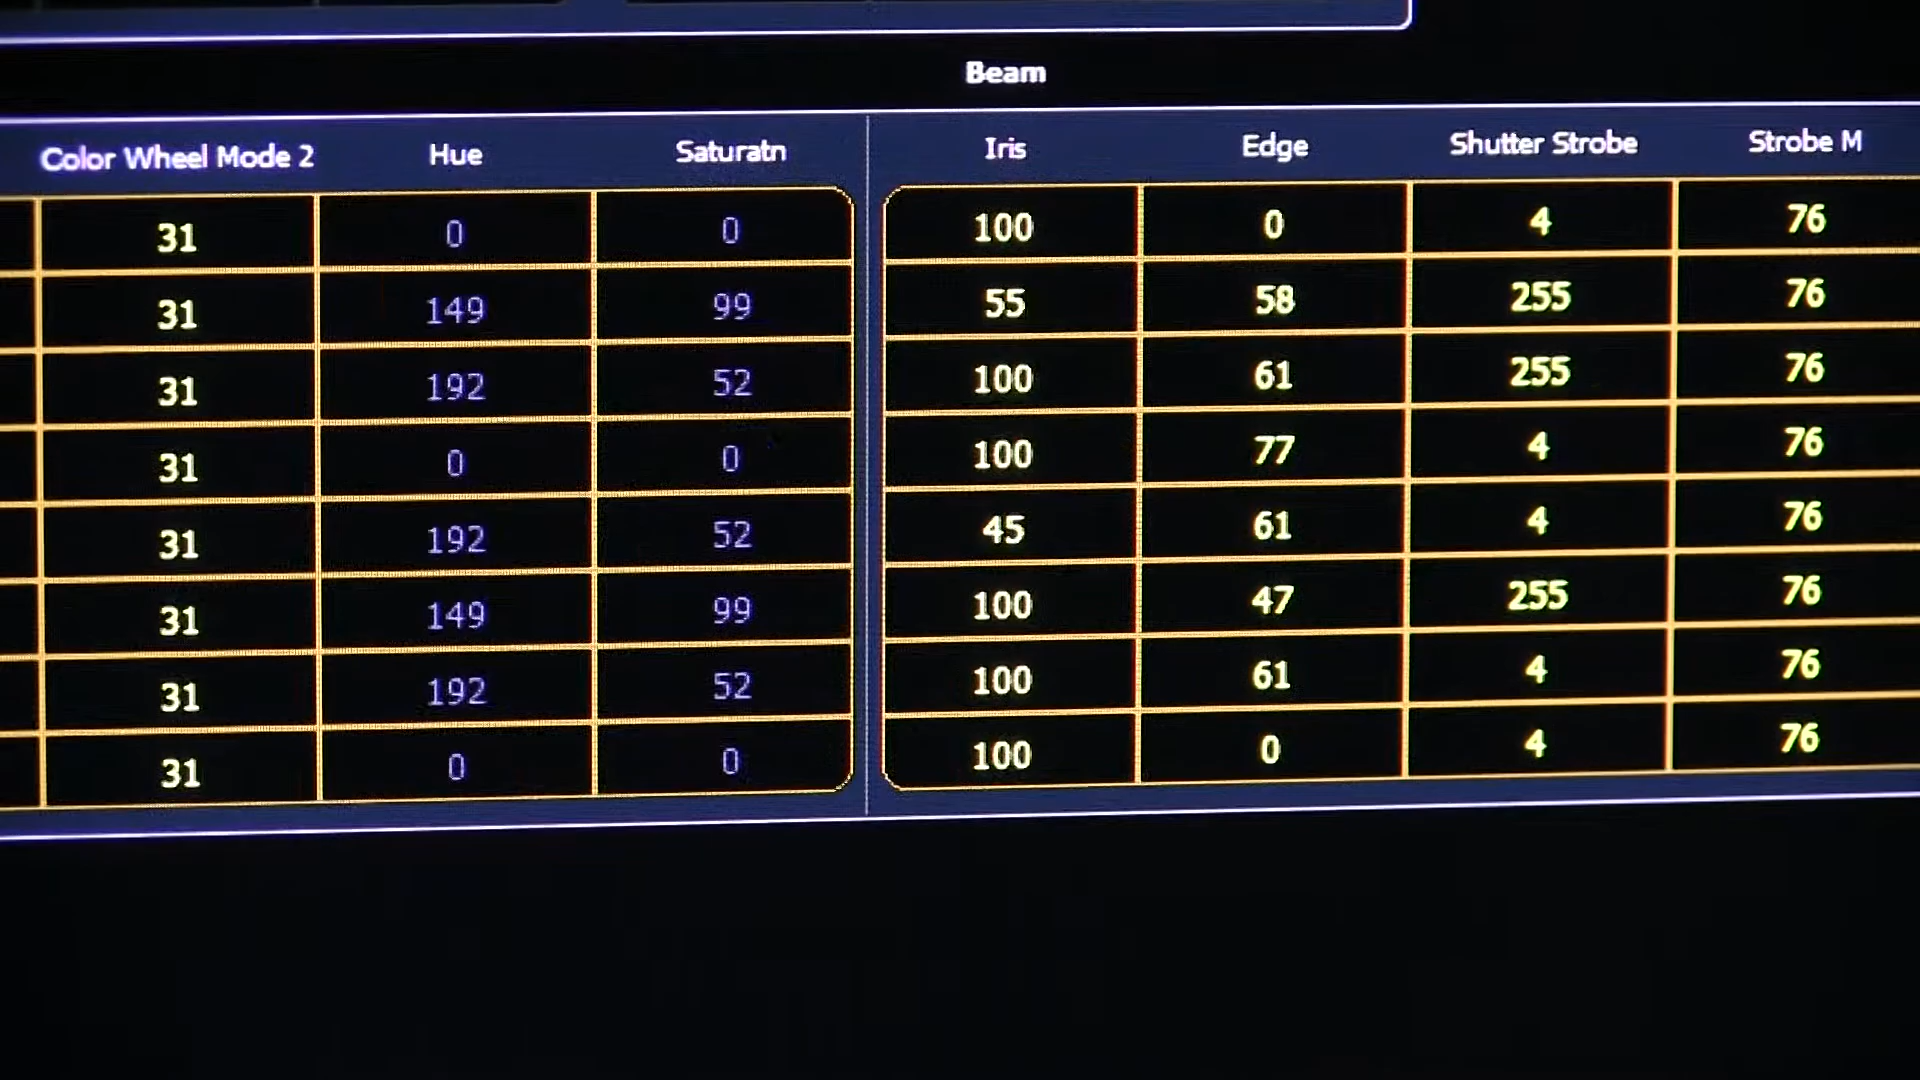 Beam
Color Wheel Mode 2 Hue Saturatn Iris Edge Shutter Strobe Strobe M
31 0 0 100 0 4 76
31 149 99 55 58 255 76
31 192 52 100 61 255 76
31 0 0 100 77 4 76
31 192 52 45 61 4 76
31 149 99 100 47 255 76
31 192 52 100 61 4 76
31 0 0 100 0 4 76